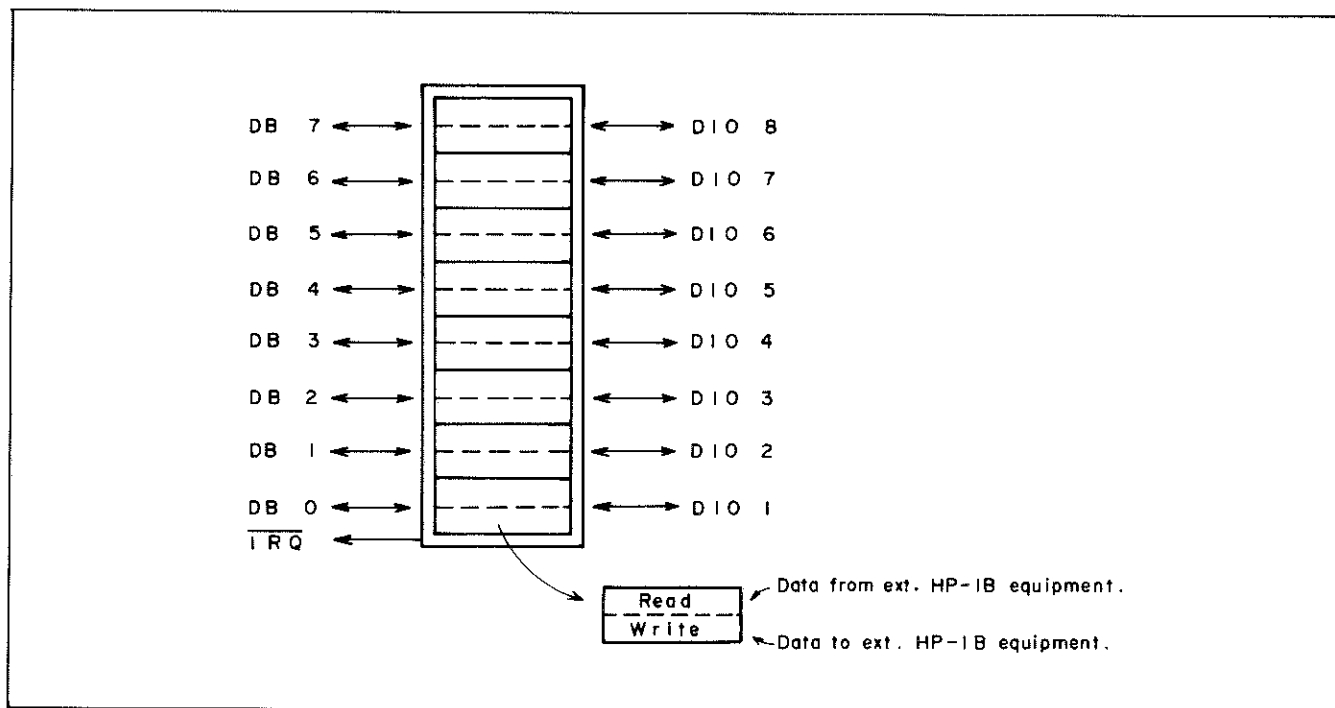 DB 7 DIO 8
DB 6 DIO 7
DB 5 DIO 6
DB 4 DIO 5
DB 3 DIO 4
DB 2 DIO 3
DB 1 DIO 2
DB 0 DIO 1
IRQ
Read Data from ext. HP-IB equipment.
Write Data to ext. HP-IB equipment.